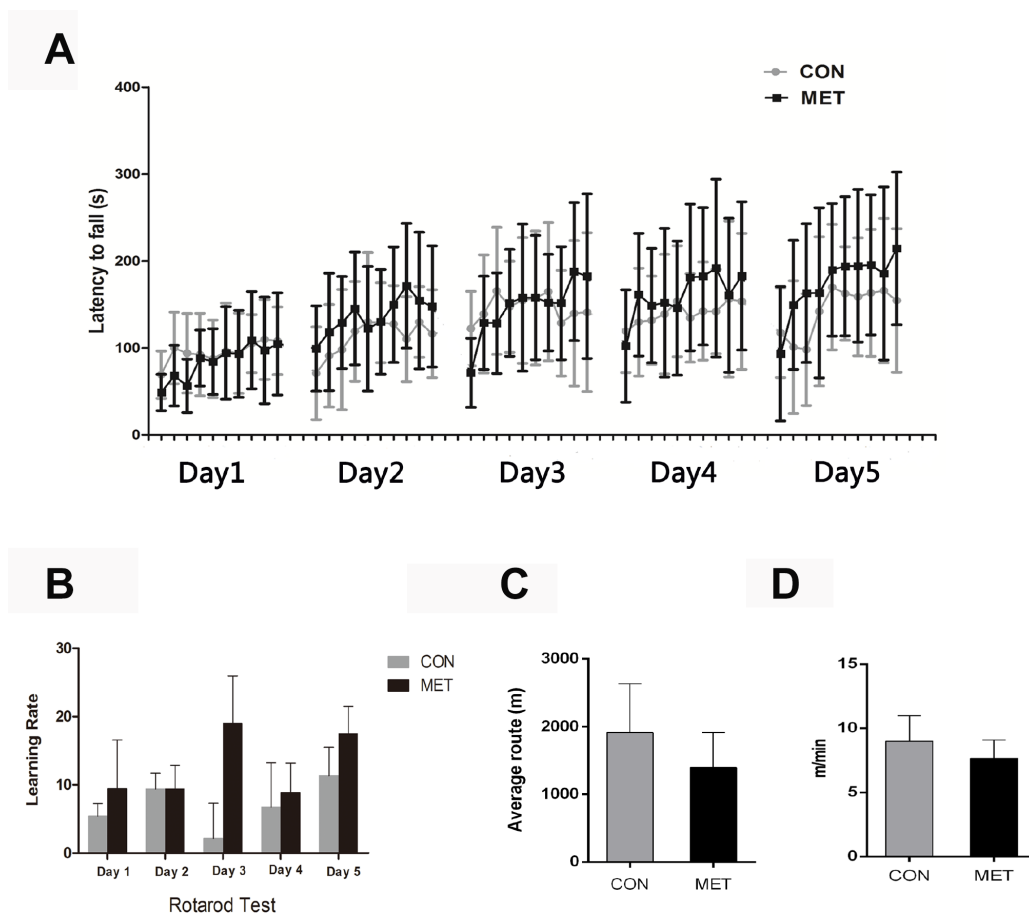 A
CON
MET
Latency to fall (s)
400
300
200
100
0
Day1 Day2 Day3 Day4 Day5
B
C
D
CON
MET
Learning Rate
30
20
10
0
Day 1 Day 2 Day 3 Day 4 Day 5
Rotarod Test
Average route (m)
3000
2000
1000
0
CON MET
m/min
15
10
5
0
CON MET